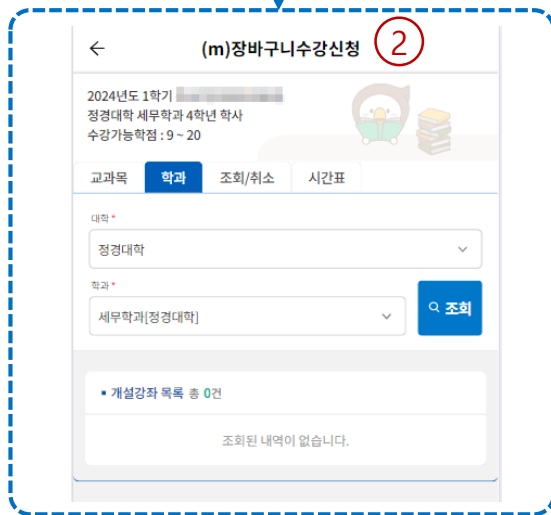 ← (m)장바구니수강신청 2
2024년도 1학기
정경대학 세무학과 4학년 학사
수강가능학점 : 9 ~ 20
교과목 학과 조회/취소 시간표
대학 *
정경대학
학과 *
세무학과[정경대학] 조회
▪ 개설강좌 목록 총 0건
조회된 내역이 없습니다.